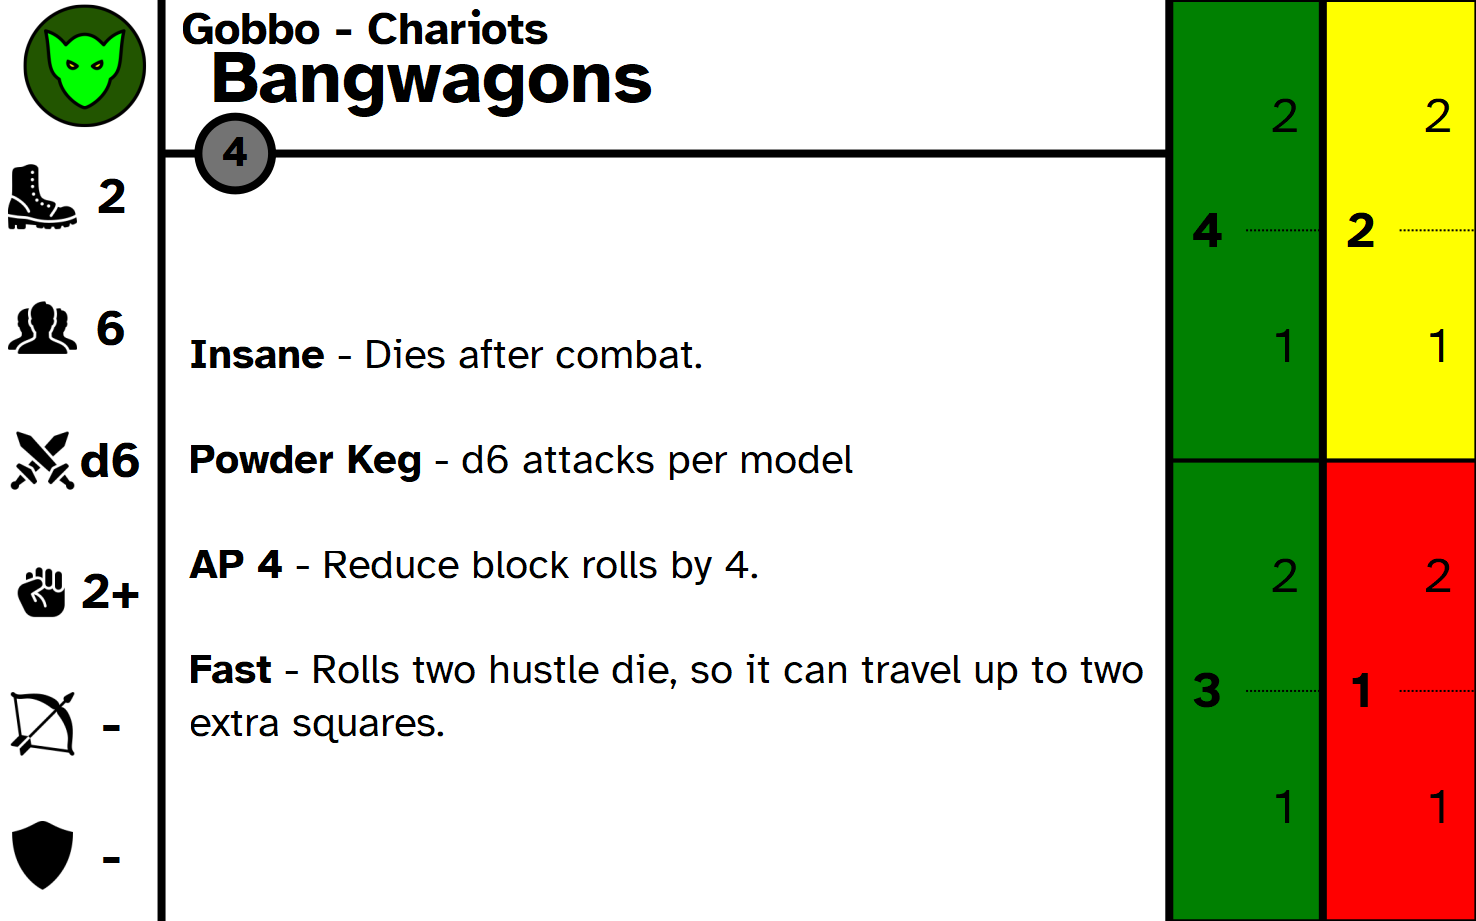 Gobbo - Chariots
Bangwagons
4
2
6
d6
2+
-
-
Insane - Dies after combat.
Powder Keg - d6 attacks per model
AP 4 - Reduce block rolls by 4.
Fast - Rolls two hustle die, so it can travel up to two
extra squares.
4
2
1
2
2
1
3
2
1
1
2
1